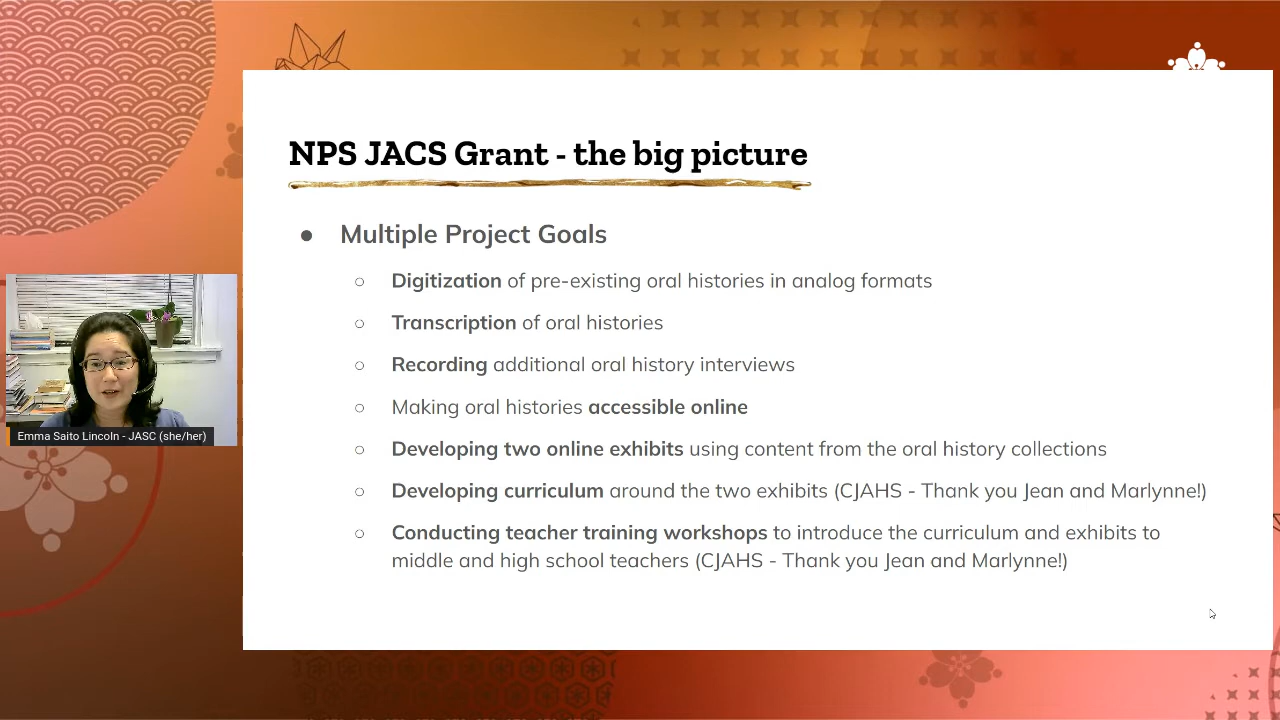 NPS JACS Grant - the big picture
● Multiple Project Goals
○ Digitization of pre-existing oral histories in analog formats
○ Transcription of oral histories
○ Recording additional oral history interviews
○ Making oral histories accessible online
○ Developing two online exhibits using content from the oral history collections
○ Developing curriculum around the two exhibits (CJAHS - Thank you Jean and Marlynne!)
○ Conducting teacher training workshops to introduce the curriculum and exhibits to
middle and high school teachers (CJAHS - Thank you Jean and Marlynne!)
Emma Saito Lincoln - JASC (she/her)